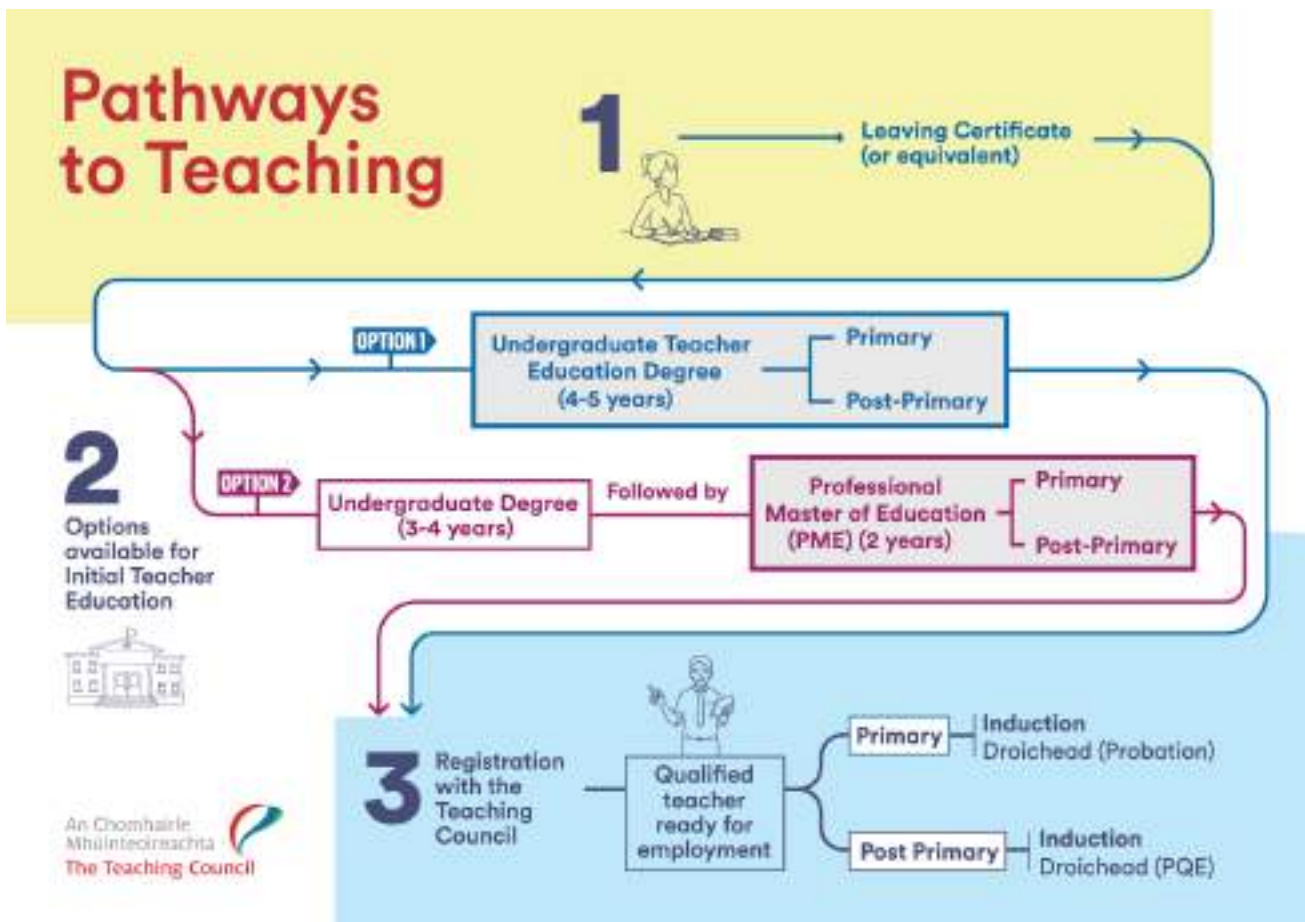 Pathways
to Teaching
1
Leaving Certificate
(or equivalent)
OPTION 1
Undergraduate Teacher
Education Degree
(4-5 years)
Primary
Post-Primary
2
Options
available for
Initial Teacher
Education
OPTION 2
Undergraduate Degree
(3-4 years)
Followed by
Professional
Master of Education
(PME) (2 years)
Primary
Post-Primary
3
Registration
with the
Teaching
Council
Qualified
teacher
ready for
employment
Primary
Induction
Droichead (Probation)
Post Primary
Induction
Droichead (PQE)
An Chomhairle
Mhúinteoireachta
The Teaching Council